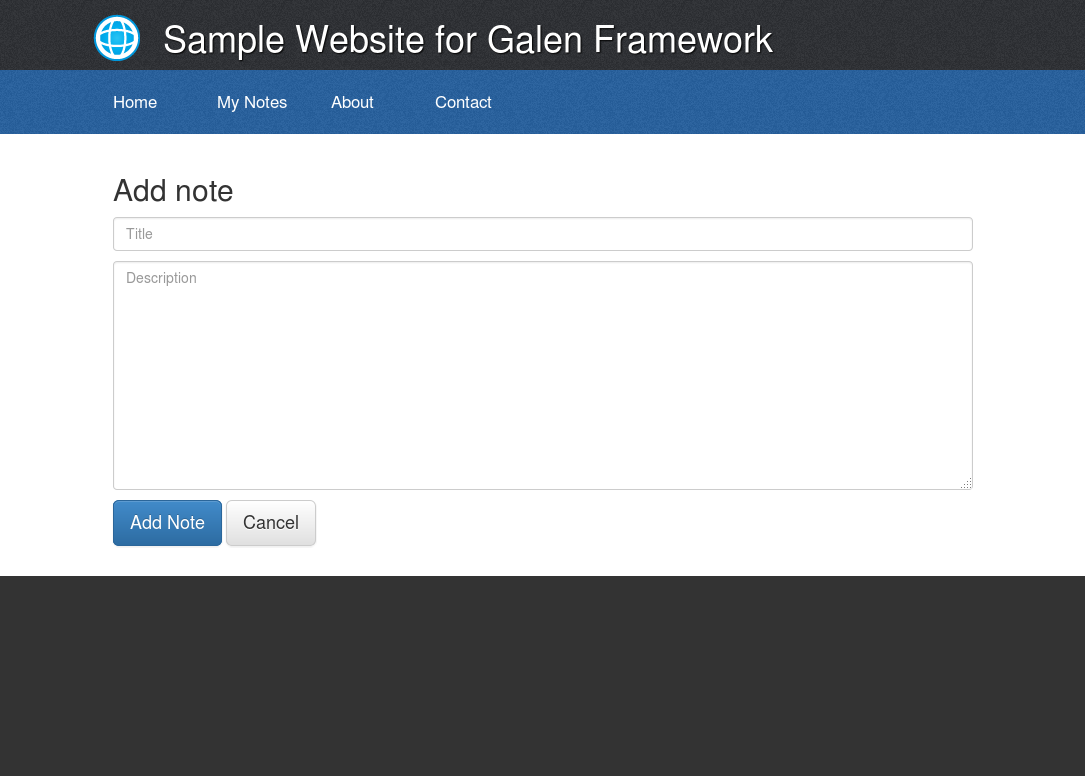 Sample Website for Galen Framework
Home My Notes About Contact
Add note
Title
Description
Add Note Cancel